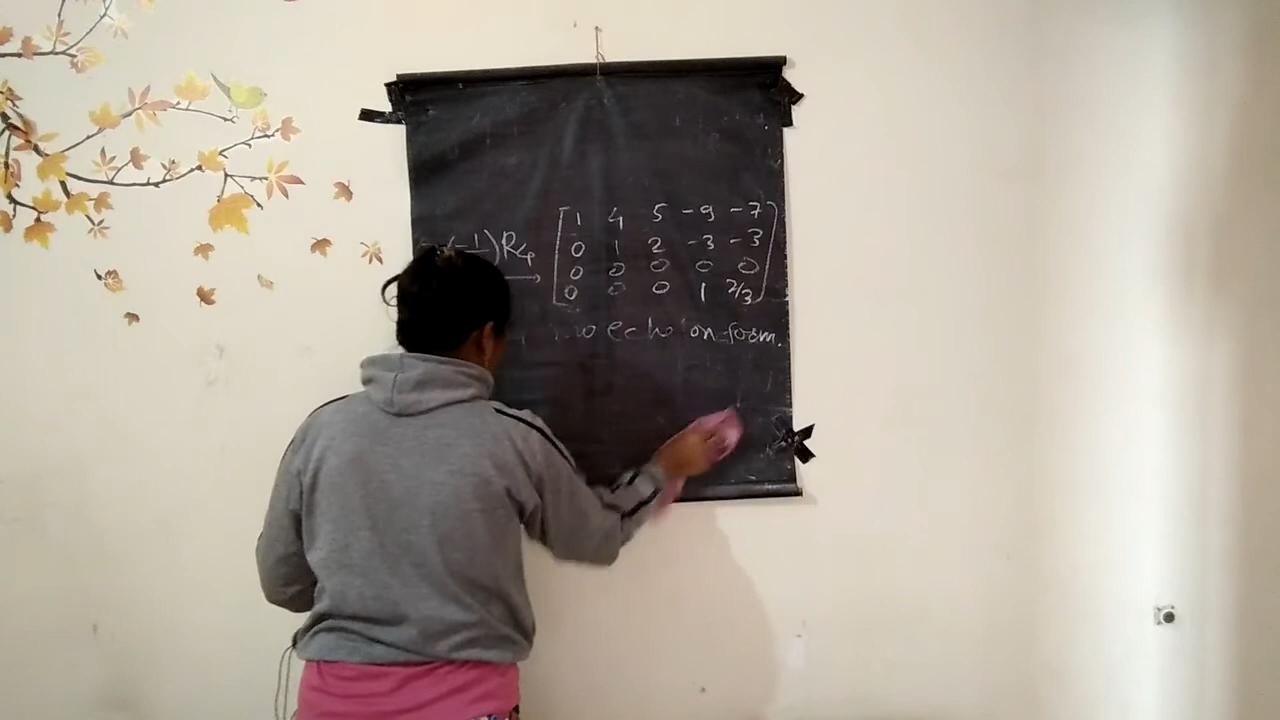 (-1/ )R4 → [1 4 5 -9 -7
0 1 2 -3 -3
0 0 0 0 0
0 0 0 1 2/3]
echelon form.